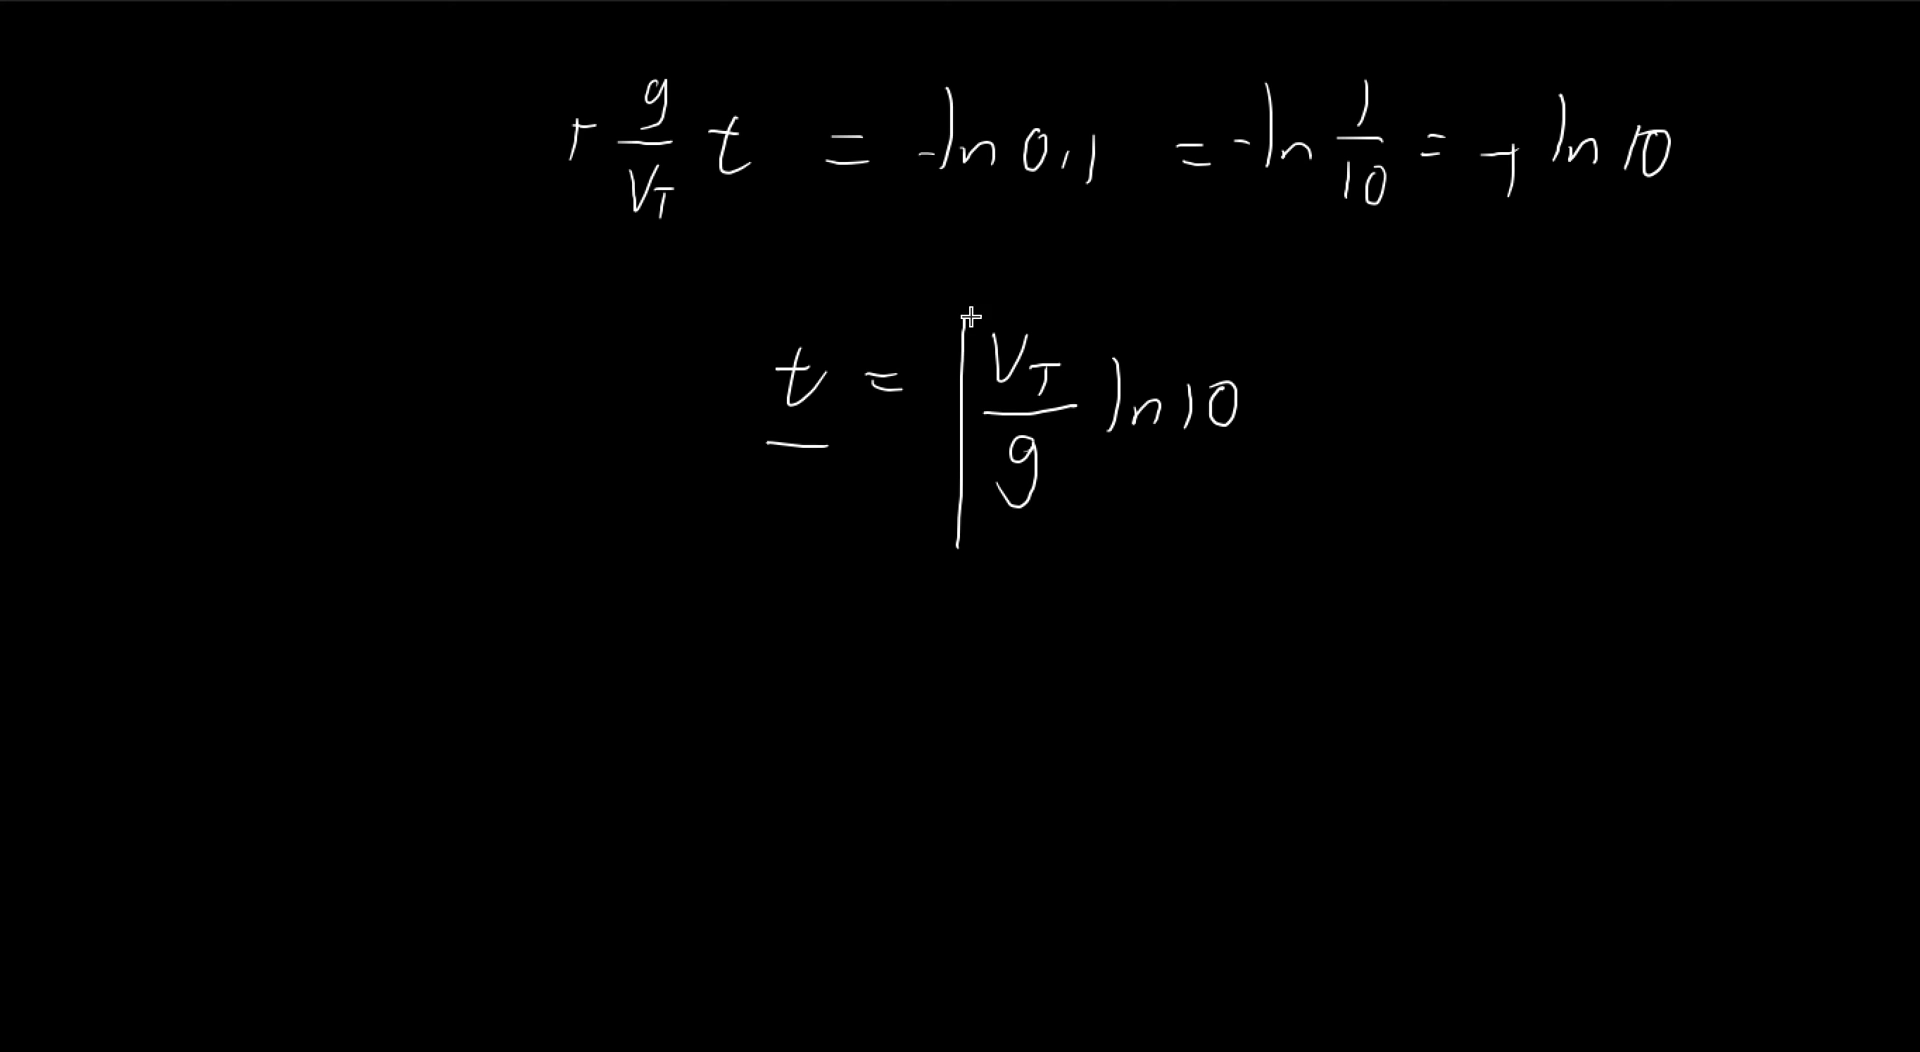 + g/V_T t = -ln 0,1 = -ln 1/10 = + ln 10
t = | V_T/g ln 10